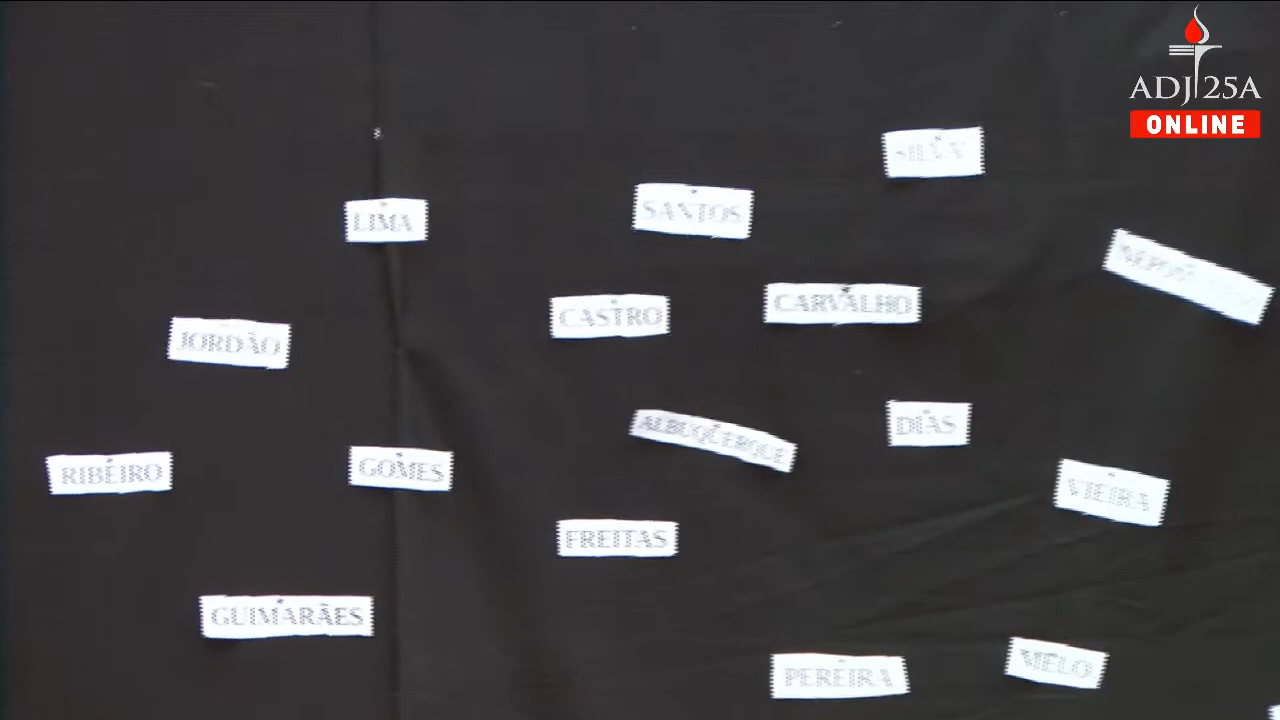 ADJ 25A
ONLINE
SILVA
LIMA
SANTOS
CASTRO
CARVALHO
JORDÃO
ALBUQUERQUE
DIAS
RIBEIRO
GOMES
VIEIRA
FREITAS
GUIMARÃES
PEREIRA
MELO